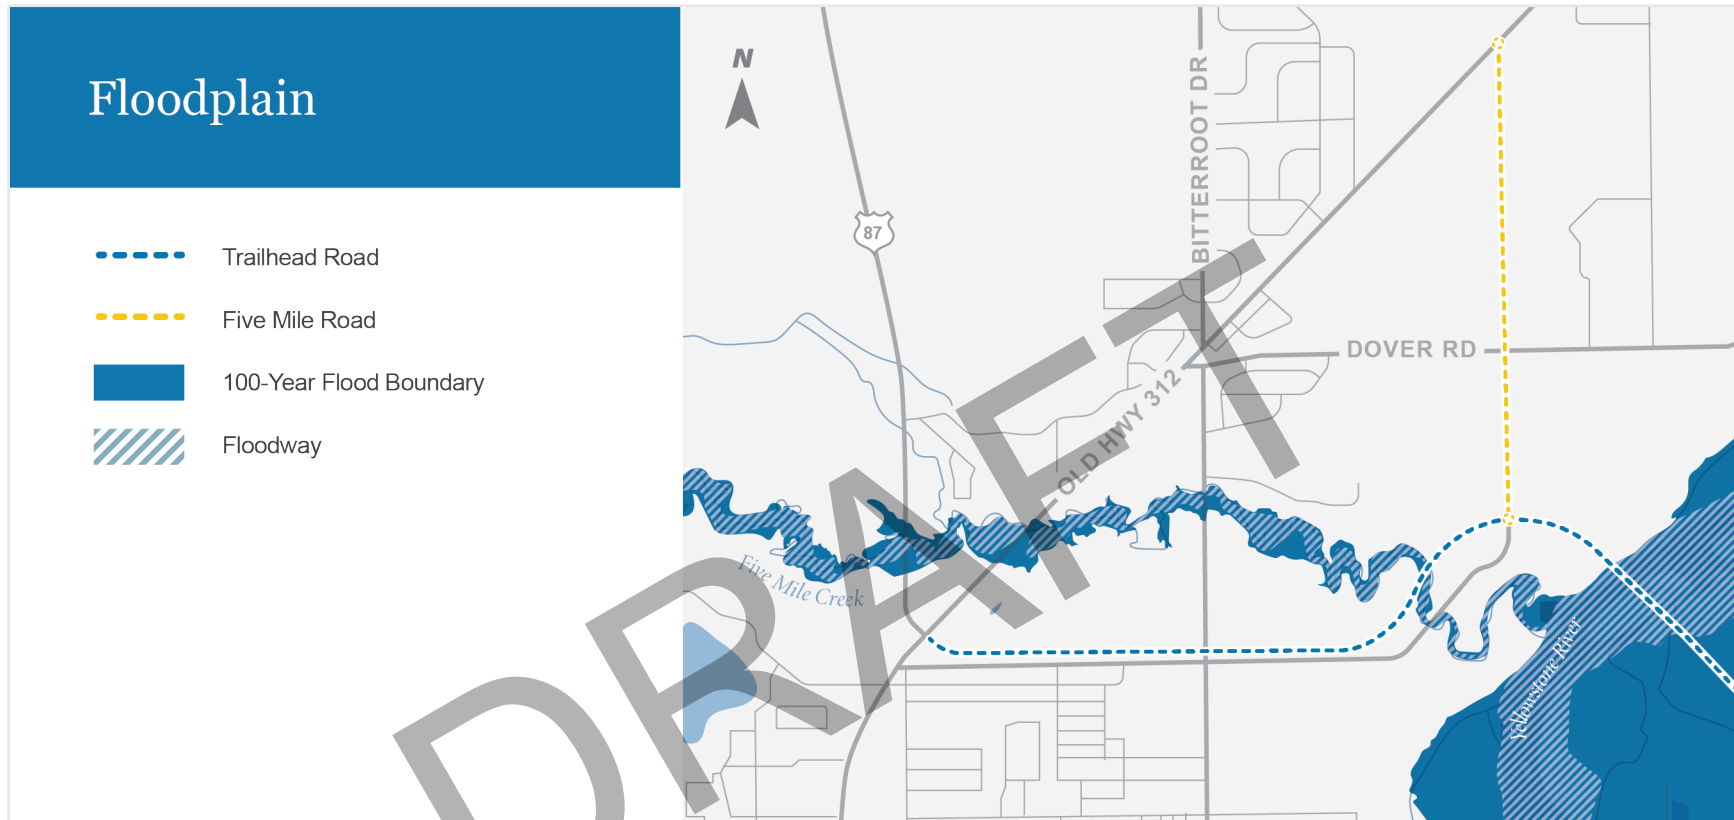 Floodplain
Trailhead Road
Five Mile Road
100-Year Flood Boundary
Floodway
N
87
BITTERROOT DR
DOVER RD
OLD HWY 312
Five Mile Creek
Yellowstone River
DRAFT